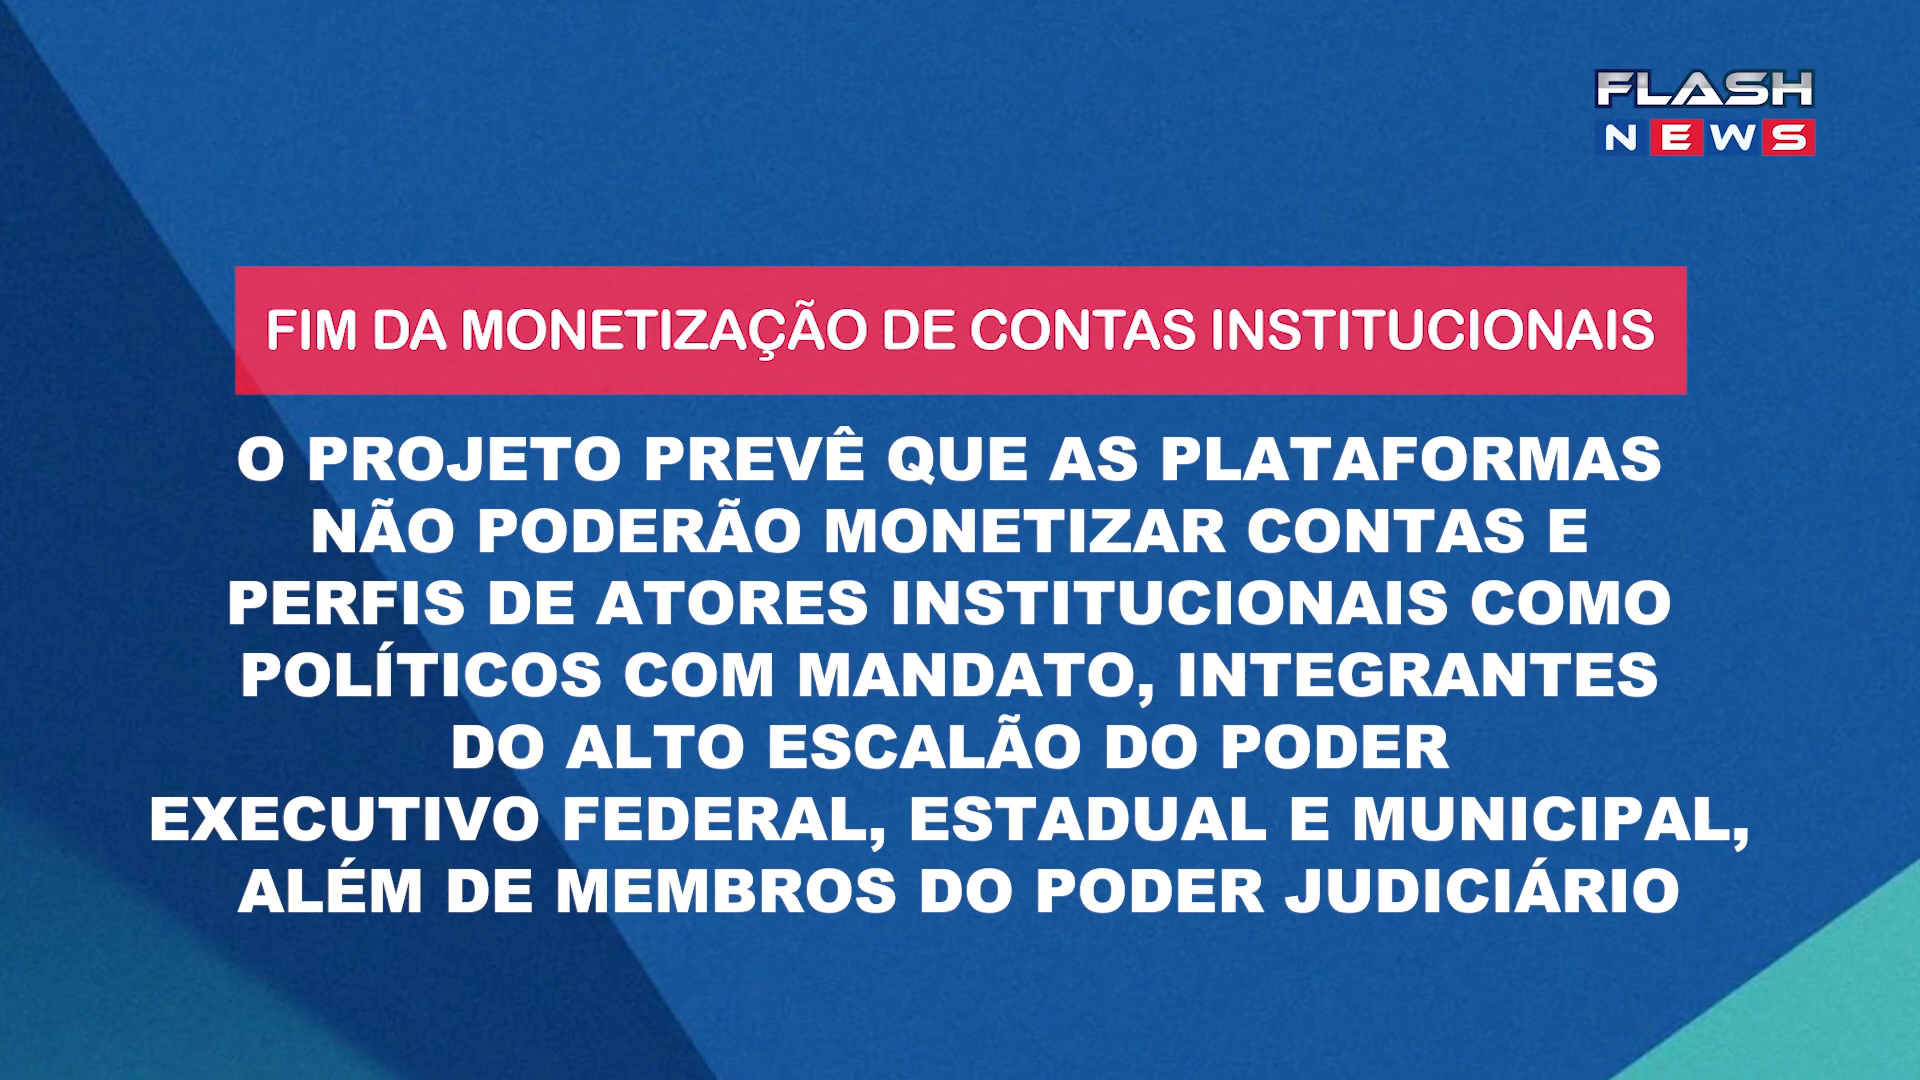 FLASH
NEWS
FIM DA MONETIZAÇÃO DE CONTAS INSTITUCIONAIS
O PROJETO PREVÊ QUE AS PLATAFORMAS
NÃO PODERÃO MONETIZAR CONTAS E
PERFIS DE ATORES INSTITUCIONAIS COMO
POLÍTICOS COM MANDATO, INTEGRANTES
DO ALTO ESCALÃO DO PODER
EXECUTIVO FEDERAL, ESTADUAL E MUNICIPAL,
ALÉM DE MEMBROS DO PODER JUDICIÁRIO